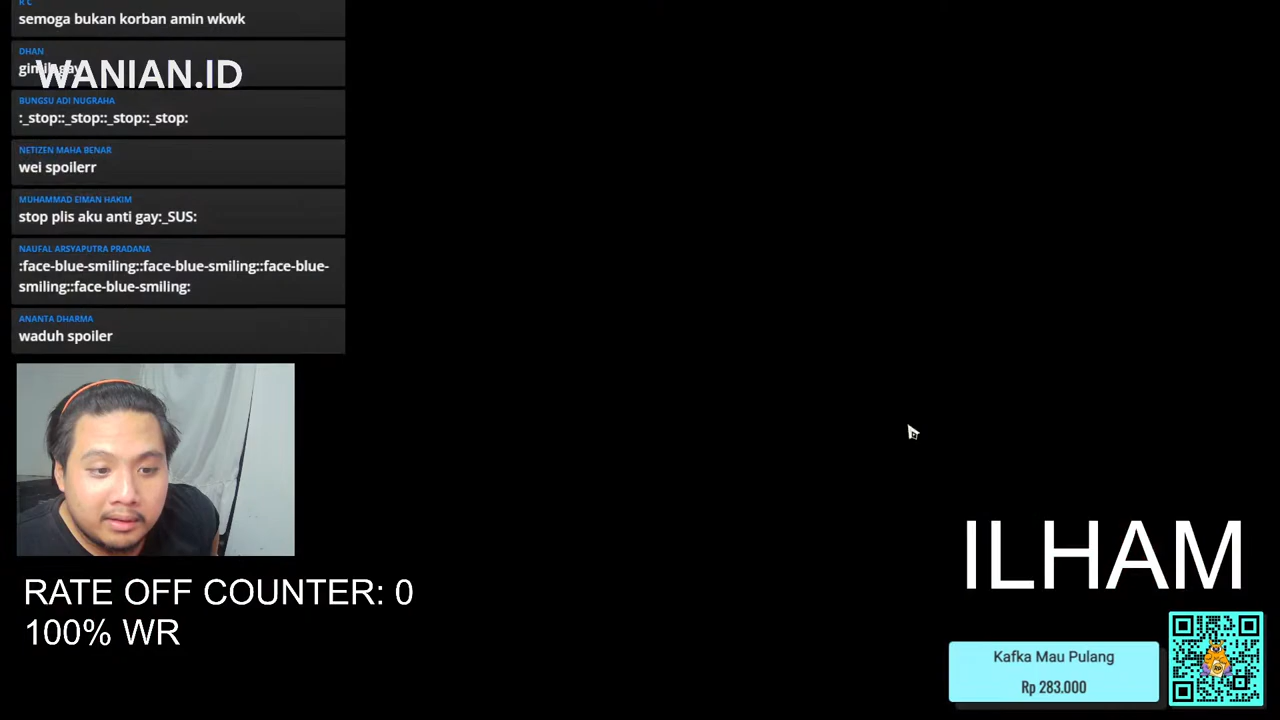 R C
semoga bukan korban amin wkwk
DHAN
WANIAN.ID
BUNGSU ADI NUGRAHA
:_stop::_stop::_stop::_stop:
NETIZEN MAHA BENAR
wei spoilerr
MUHAMMAD EIMAN HAKIM
stop plis aku anti gay:_SUS:
NAUFAL ARSYAPUTRA PRADANA
:face-blue-smiling::face-blue-smiling::face-blue-
smiling::face-blue-smiling:
ANANTA DHARMA
waduh spoiler
RATE OFF COUNTER: 0
100% WR
ILHAM
Kafka Mau Pulang
Rp 283.000